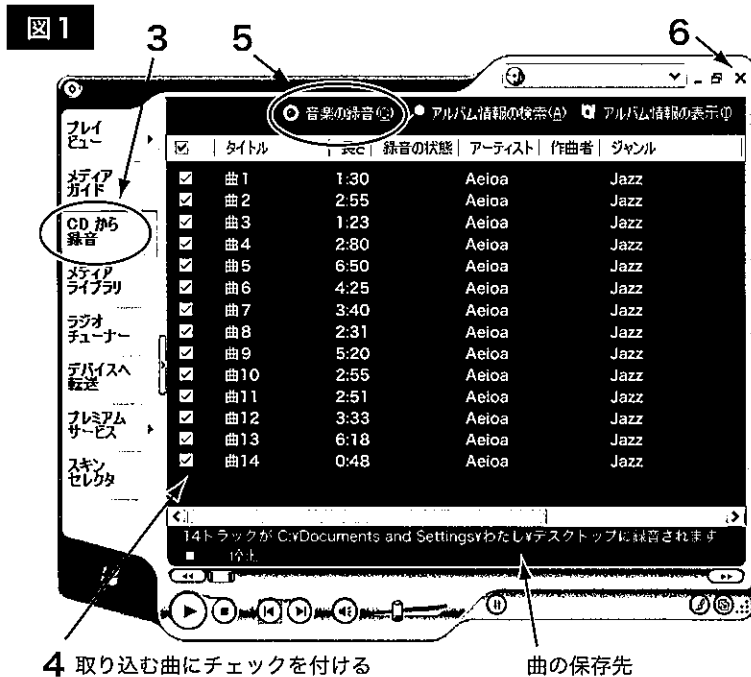 図1
3 5 6
音楽の録音(C) アルバム情報の検索(A) アルバム情報の表示(I)
プレイ
ビュー
メディア
ガイド
CD から
録音
メディア
ライブラリ
ラジオ
チューナー
デバイスへ
転送
プレミアム
サービス
スキン
セレクタ
タイトル 長さ 録音の状態 アーティスト 作曲者 ジャンル
曲1 1:30 Aeioa Jazz
曲2 2:55 Aeioa Jazz
曲3 1:23 Aeioa Jazz
曲4 2:80 Aeioa Jazz
曲5 6:50 Aeioa Jazz
曲6 4:25 Aeioa Jazz
曲7 3:40 Aeioa Jazz
曲8 2:31 Aeioa Jazz
曲9 5:20 Aeioa Jazz
曲10 2:55 Aeioa Jazz
曲11 2:51 Aeioa Jazz
曲12 3:33 Aeioa Jazz
曲13 6:18 Aeioa Jazz
曲14 0:48 Aeioa Jazz
14トラックが C:¥Documents and Settings¥わたし¥デスクトップに録音されます
停止
4 取り込む曲にチェックを付ける
曲の保存先